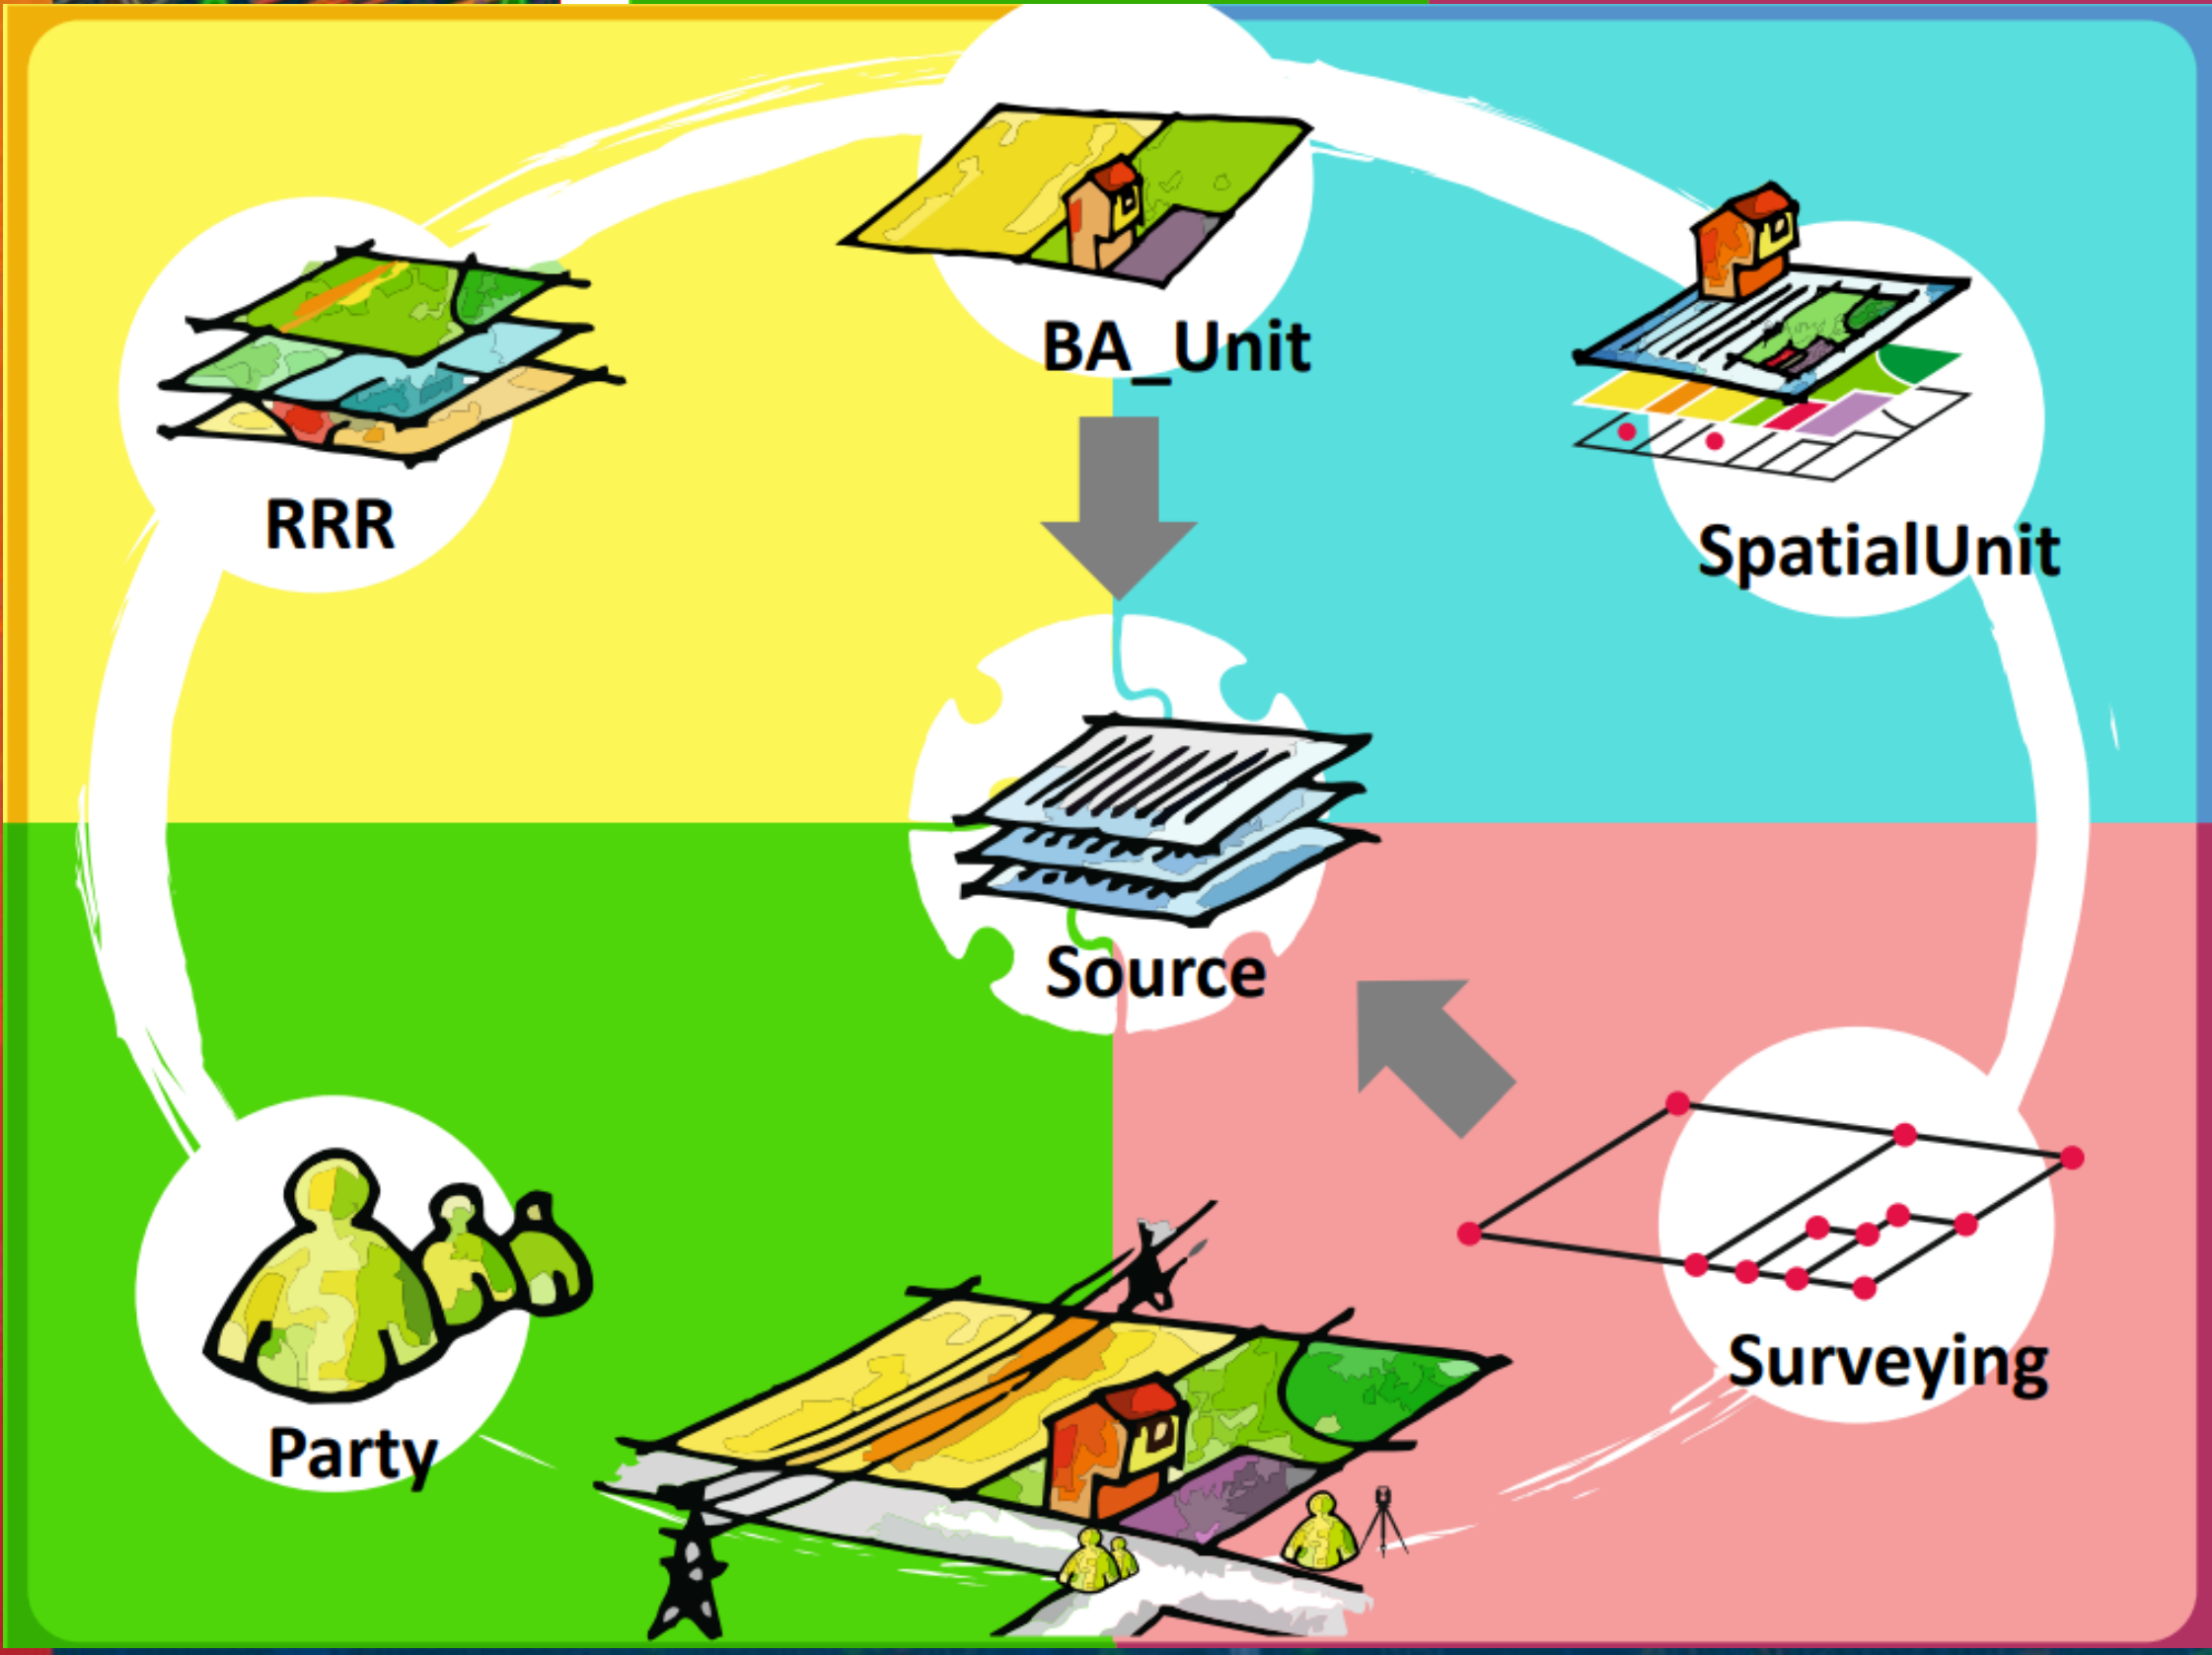 BA_Unit
RRR
SpatialUnit
Source
Surveying
Party